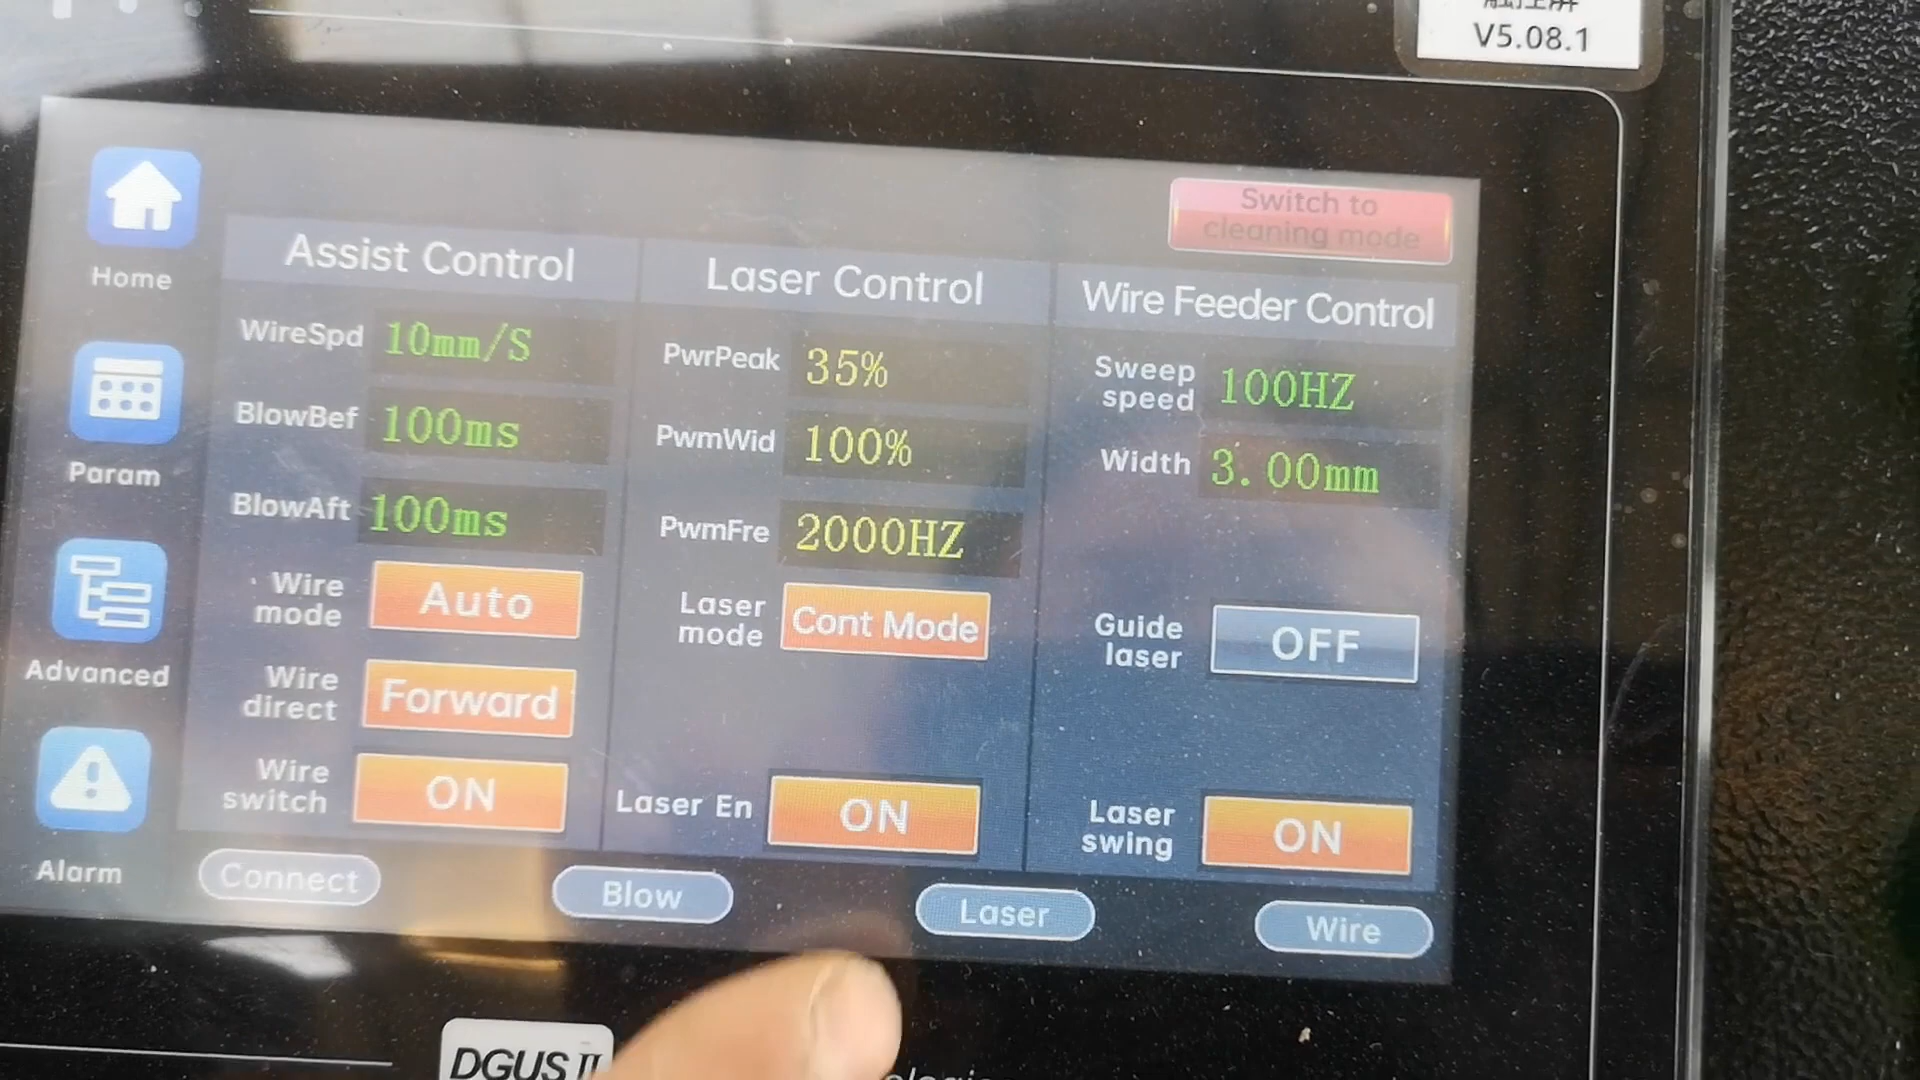 V5.08.1
Switch to
cleaning mode
Home
Assist Control
Laser Control
Wire Feeder Control
WireSpd 10mm/S
PwrPeak 35%
Sweep
speed 100HZ
BlowBef 100ms
PwmWid 100%
Width 3.00mm
Param
BlowAft 100ms
PwmFre 2000HZ
Wire
mode Auto
Laser
mode Cont Mode
Guide
laser OFF
Advanced
Wire
direct Forward
Wire
switch ON
Laser En ON
Laser
swing ON
Alarm
Connect
Blow
Laser
Wire
DGUS II